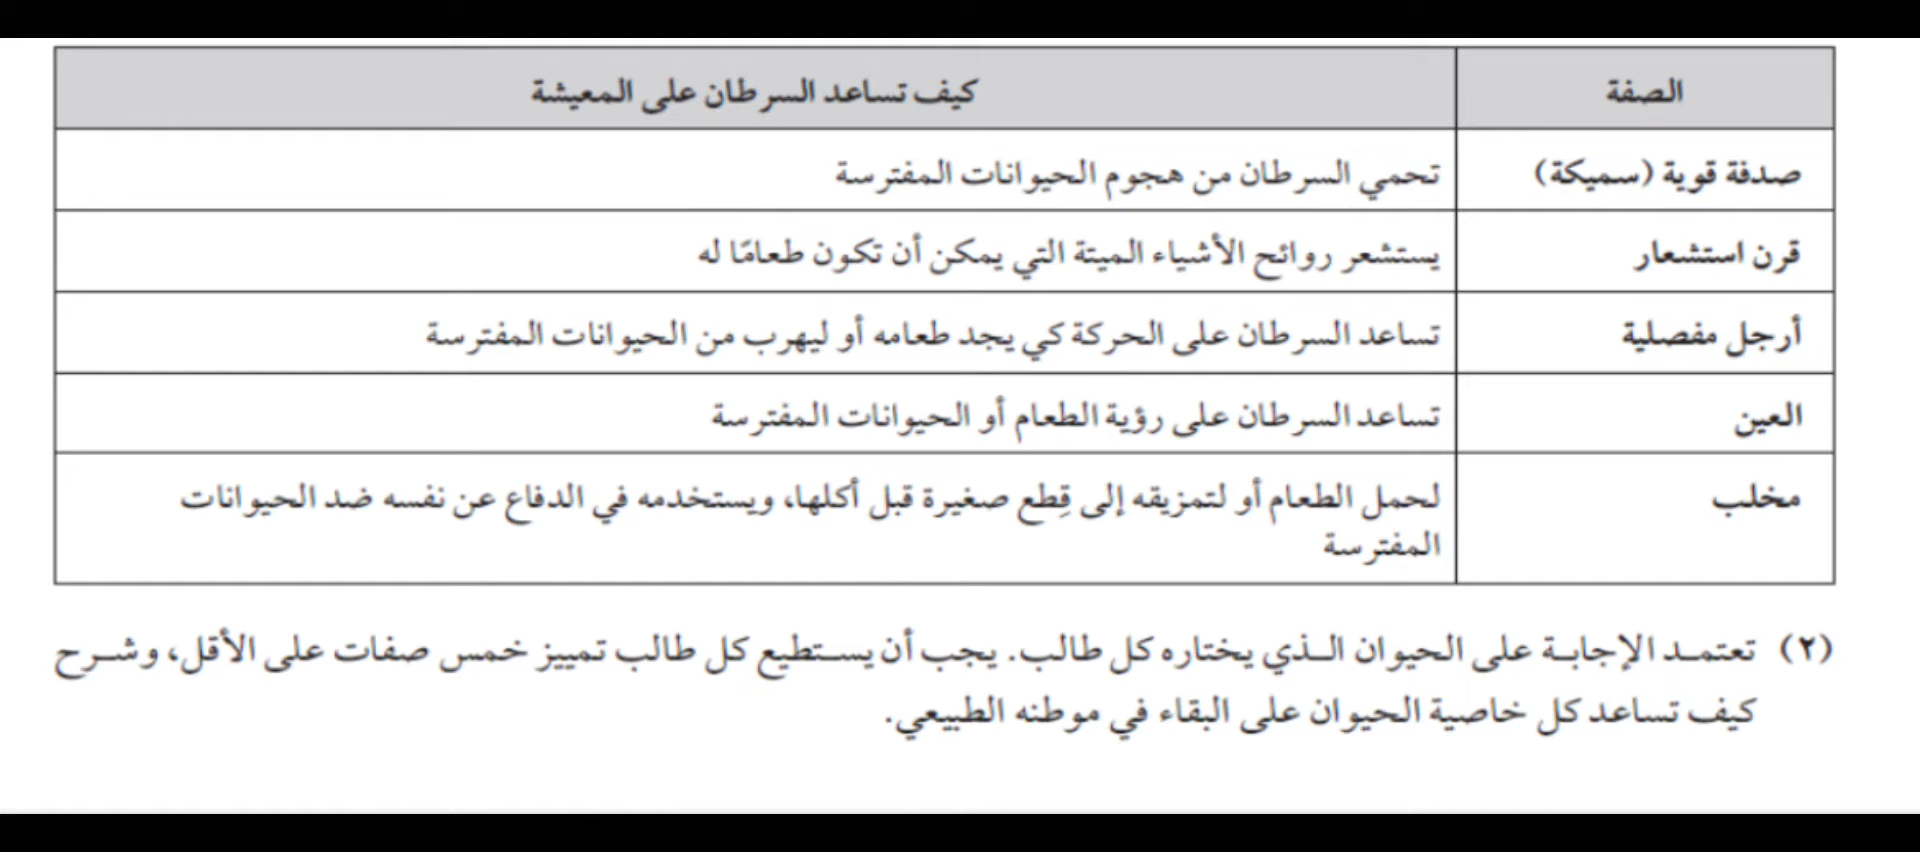 الصفة كيف تساعد السرطان على المعيشة
صدفة قوية (سميكة) تحمي السرطان من هجوم الحيوانات المفترسة
قرن استشعار يستشعر روائح الأشياء الميتة التي يمكن أن تكون طعامًا له
أرجل مفصلية تساعد السرطان على الحركة كي يجد طعامه أو ليهرب من الحيوانات المفترسة
العين تساعد السرطان على رؤية الطعام أو الحيوانات المفترسة
مخلب لحمل الطعام أو لتمزيقه إلى قِطع صغيرة قبل أكلها، ويستخدمه في الدفاع عن نفسه ضد الحيوانات
المفترسة
(٢) تعتمد الإجابة على الحيوان الذي يختاره كل طالب. يجب أن يستطيع كل طالب تمييز خمس صفات على الأقل، وشرح
كيف تساعد كل خاصية الحيوان على البقاء في موطنه الطبيعي.